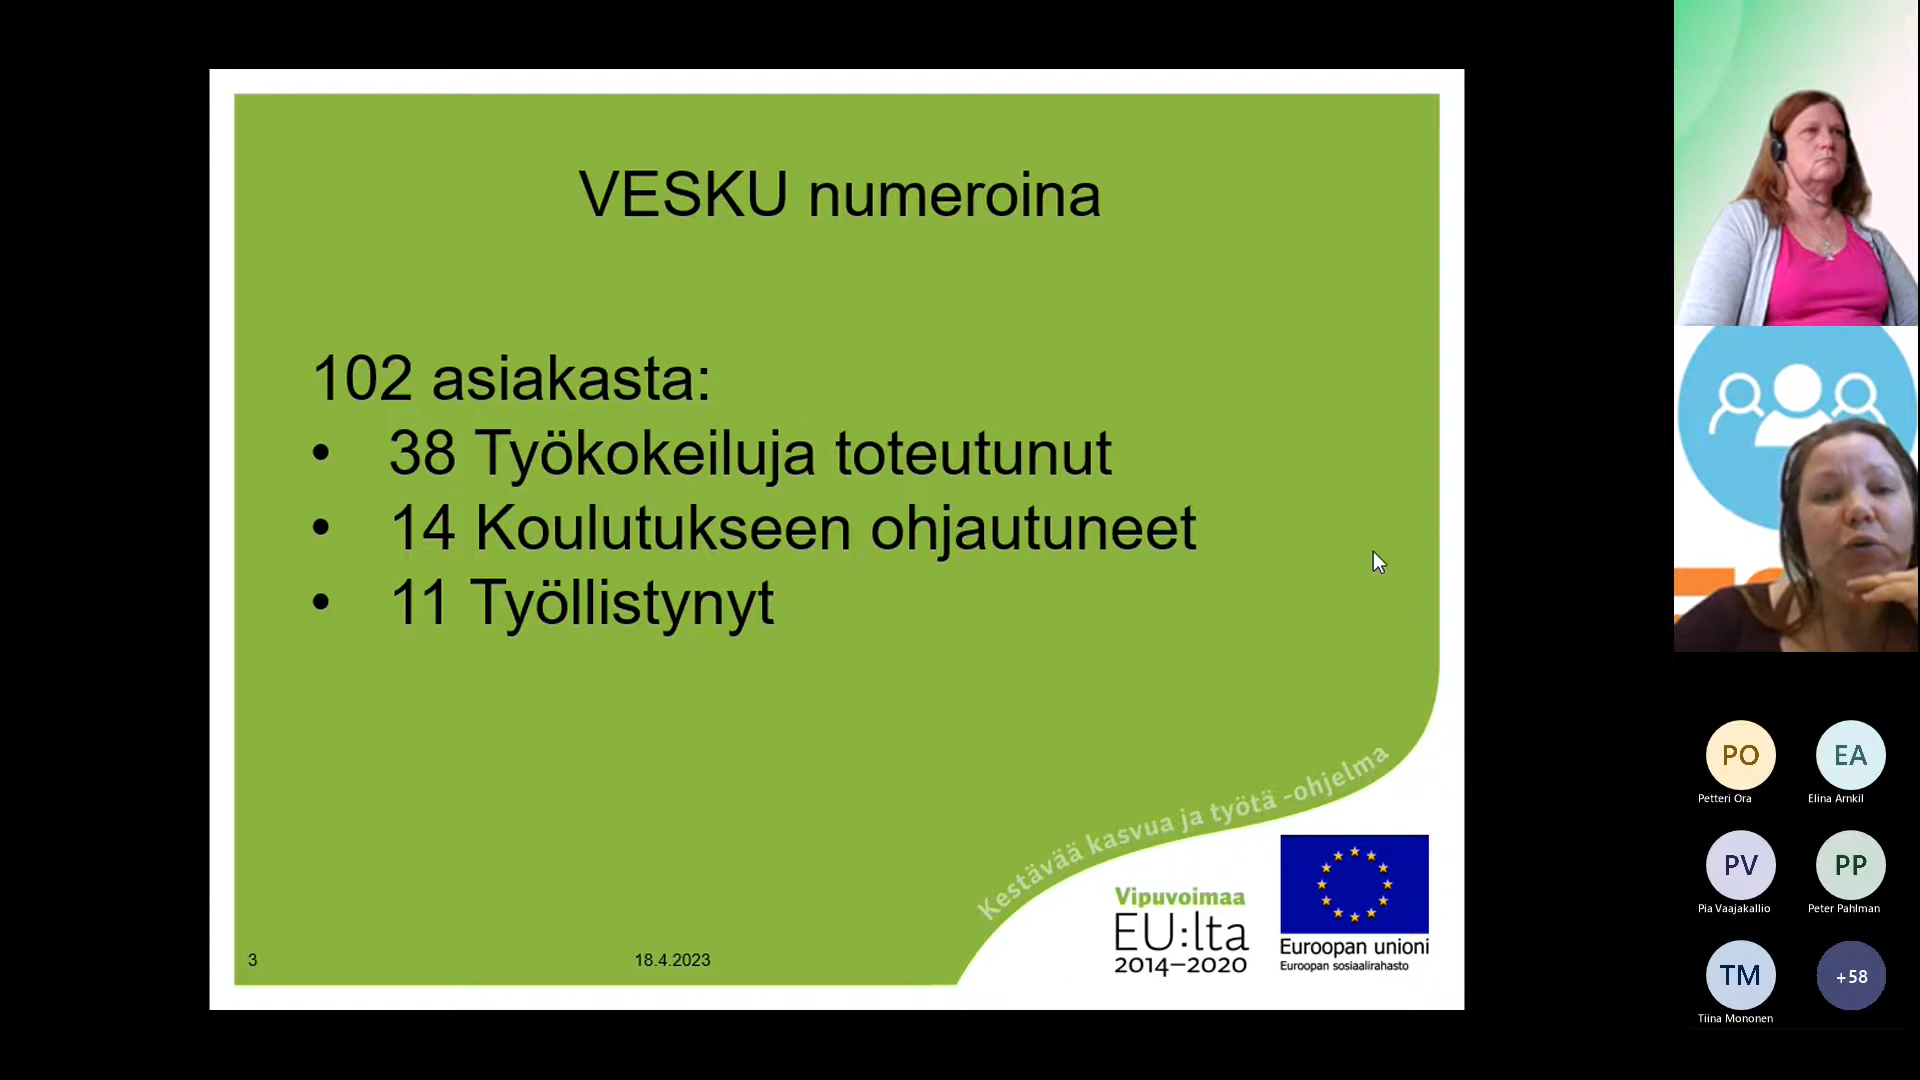 VESKU numeroina
102 asiakasta:
• 38 Työkokeiluja toteutunut
• 14 Koulutukseen ohjautuneet
• 11 Työllistynyt
Kestävää kasvua ja työtä -ohjelma
Vipuvoimaa
EU:lta
2014–2020
Euroopan unioni
Euroopan sosiaalirahasto
3
18.4.2023
PO
Petteri Ora
EA
Elina Arnkil
PV
Pia Vaajakallio
PP
Peter Pahlman
TM
Tiina Mononen
+58